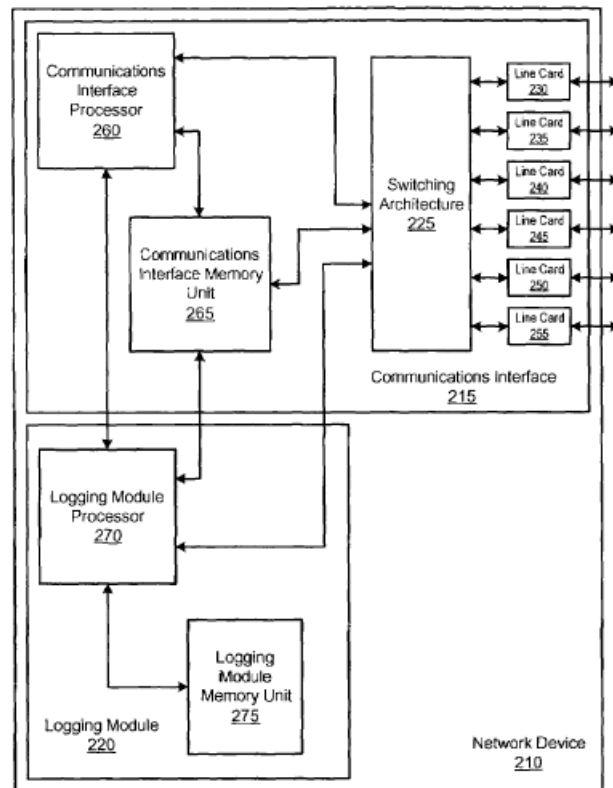 Communications
Interface
Processor
260
Line Card
230
Line Card
235
Line Card
240
Switching
Architecture
225
Line Card
245
Communications
Interface Memory
Unit
265
Line Card
250
Line Card
255
Communications Interface
215
Logging Module
Processor
270
Logging
Module
Memory Unit
275
Logging Module
220
Network Device
210